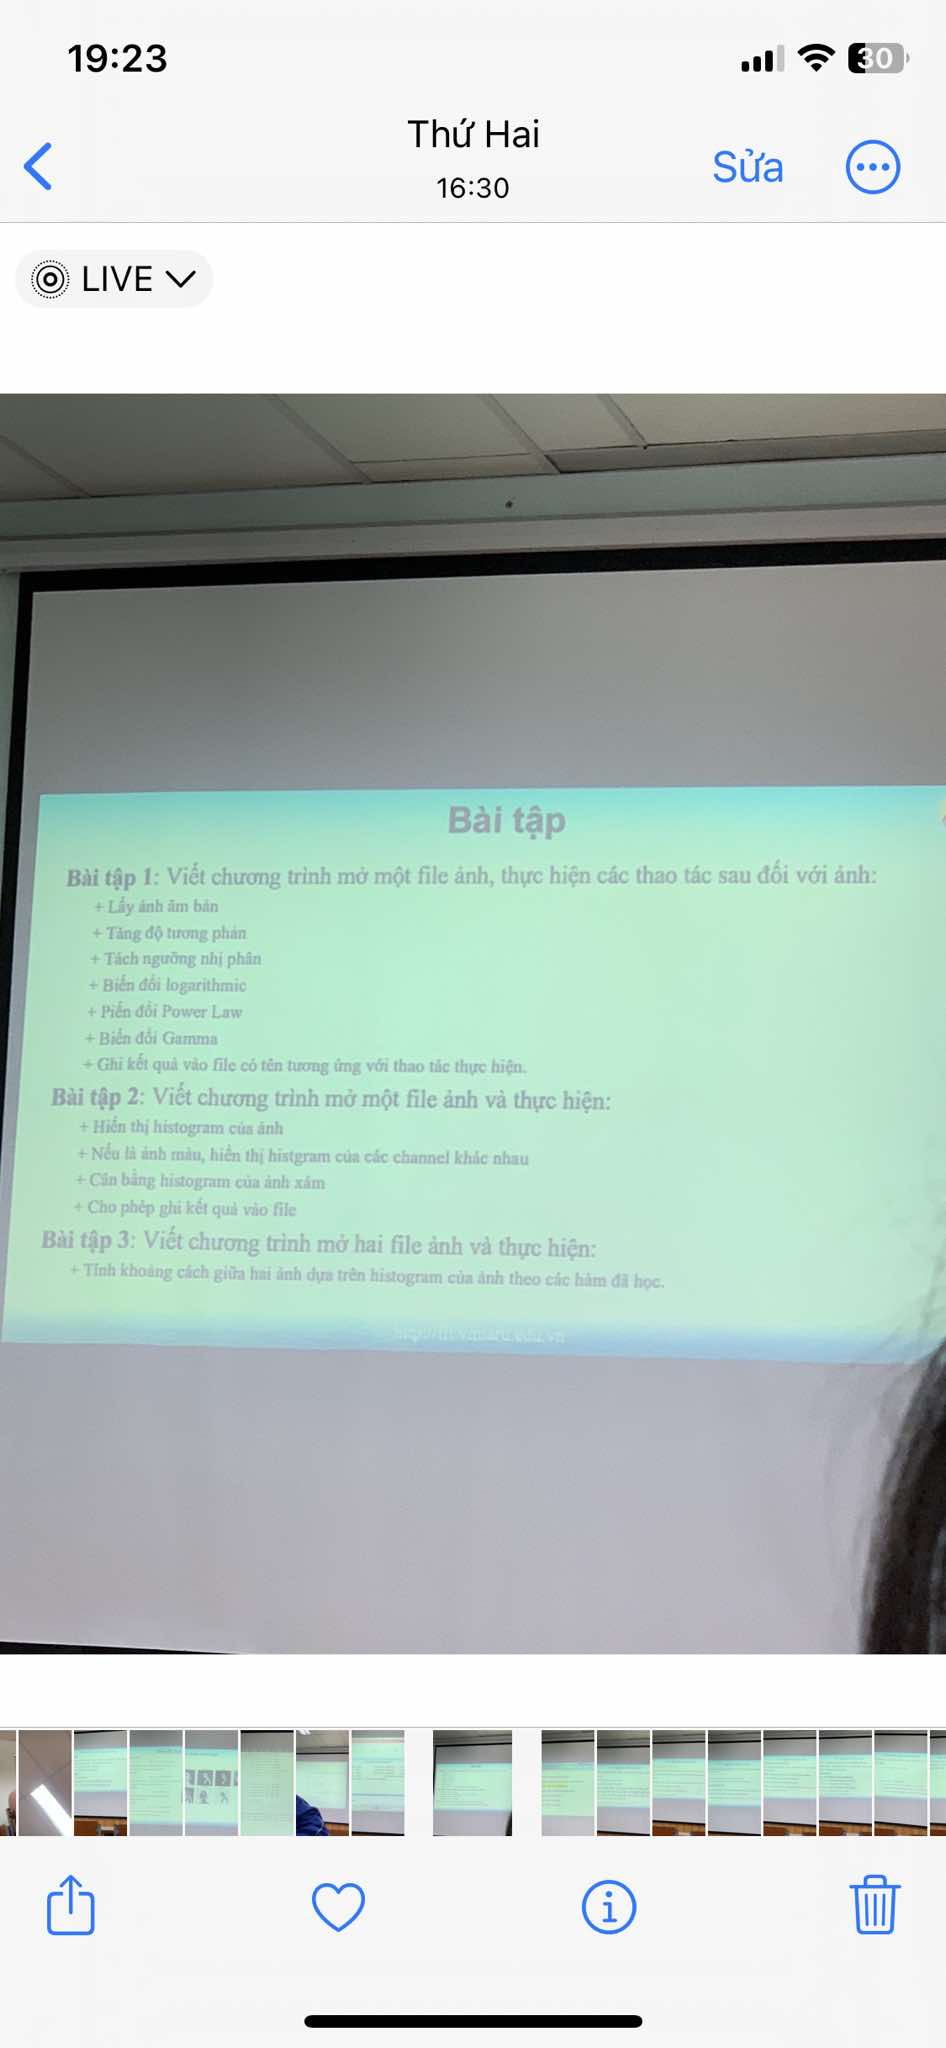 19:23
30
Thứ Hai
16:30
Sửa
LIVE
Bài tập
Bài tập 1: Viết chương trình mở một file ảnh, thực hiện các thao tác sau đối với ảnh:
+ Lấy ảnh âm bản
+ Tăng độ tương phản
+ Tách ngưỡng nhị phân
+ Biến đổi logarithmic
+ Piến đổi Power Law
+ Biến đổi Gamma
+ Ghi kết quả vào file có tên tương ứng với thao tác thực hiện.
Bài tập 2: Viết chương trình mở một file ảnh và thực hiện:
+ Hiển thị histogram của ảnh
+ Nếu là ảnh màu, hiển thị histgram của các channel khác nhau
+ Cân bằng histogram của ảnh xám
+ Cho phép ghi kết quả vào file
Bài tập 3: Viết chương trình mở hai file ảnh và thực hiện:
+ Tính khoảng cách giữa hai ảnh dựa trên histogram của ảnh theo các hàm đã học.